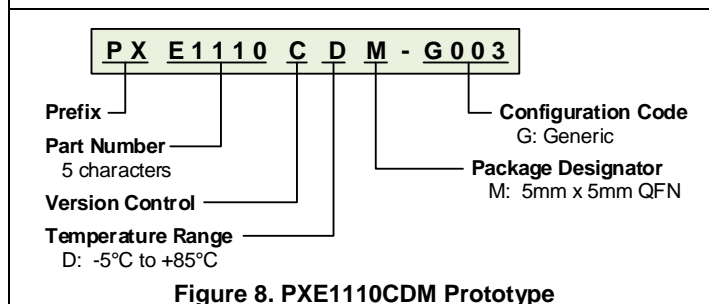 PX E1110 C D M - G003
Prefix
Part Number
5 characters
Version Control
Temperature Range
D: -5°C to +85°C
Configuration Code
G: Generic
Package Designator
M: 5mm x 5mm QFN
Figure 8. PXE1110CDM Prototype